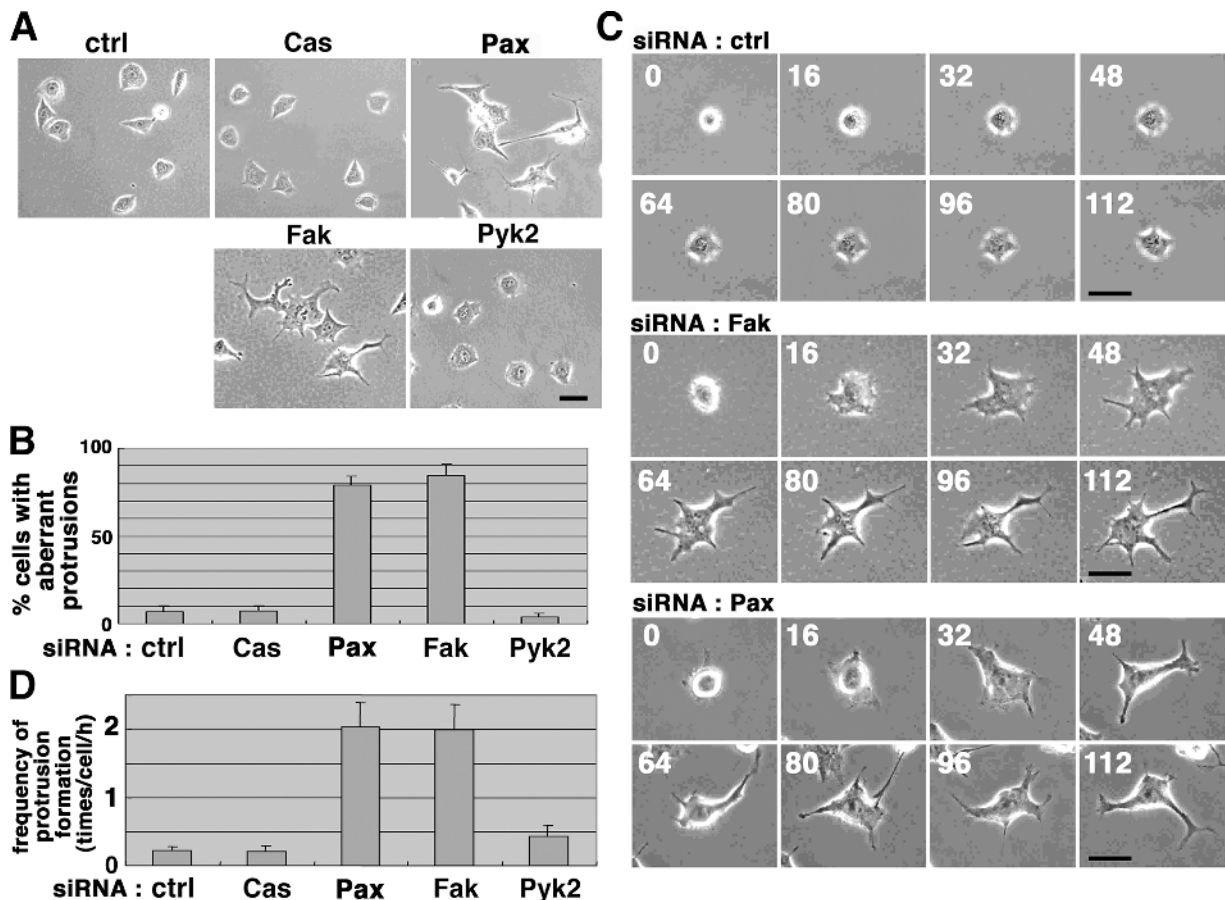 A
ctrl Cas Pax
Fak Pyk2
B
% cells with
aberrant
protrusions
100
50
0
siRNA : ctrl Cas Pax Fak Pyk2
D
frequency of
protrusion
formation
(times/cell/h)
2
1
0
siRNA : ctrl Cas Pax Fak Pyk2
C
siRNA : ctrl
0 16 32 48
64 80 96 112
siRNA : Fak
0 16 32 48
64 80 96 112
siRNA : Pax
0 16 32 48
64 80 96 112